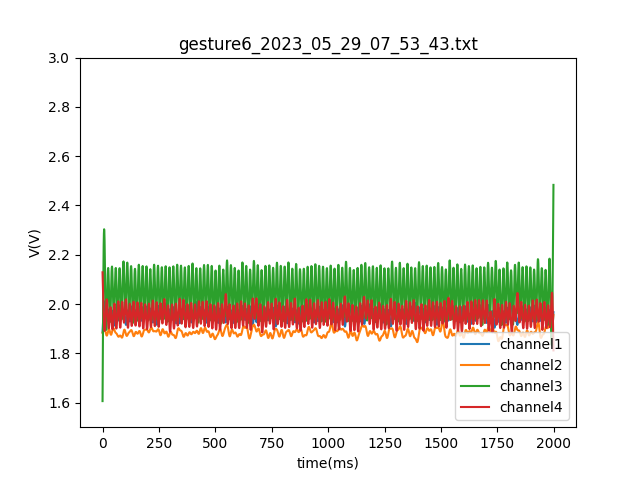 gesture6_2023_05_29_07_53_43.txt
3.0
2.8
2.6
2.4
2.2
2.0
1.8
1.6
V(V)
channel1
channel2
channel3
channel4
0 250 500 750 1000 1250 1500 1750 2000
time(ms)